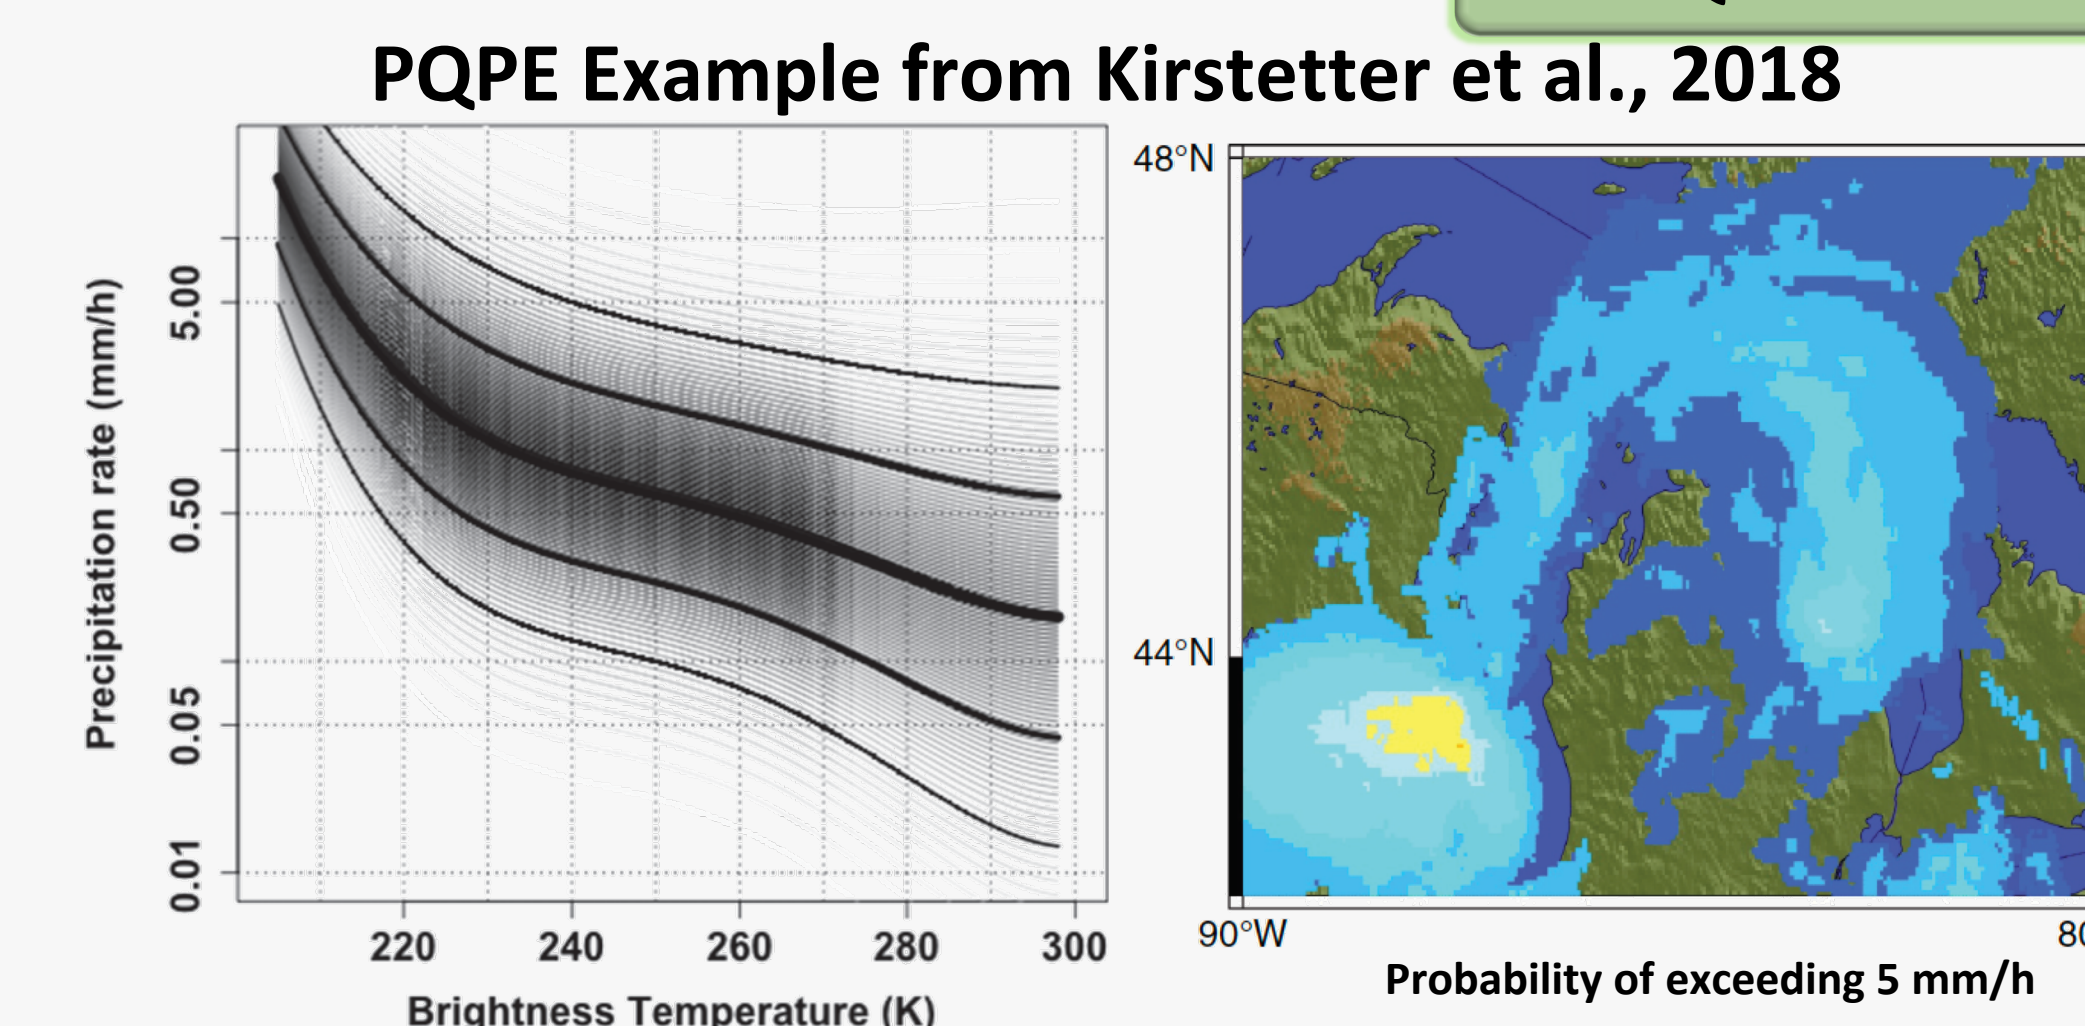 PQPE Example from Kirstetter et al., 2018
Precipitation rate (mm/h)
5.00
0.50
0.05
0.01
220 240 260 280 300
Brightness Temperature (K)
48°N
44°N
90°W
Probability of exceeding 5 mm/h